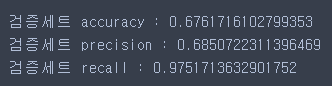 검증세트 accuracy : 0.6761716102799353
검증세트 precision : 0.6850722311396469
검증세트 recall : 0.9751713632901752